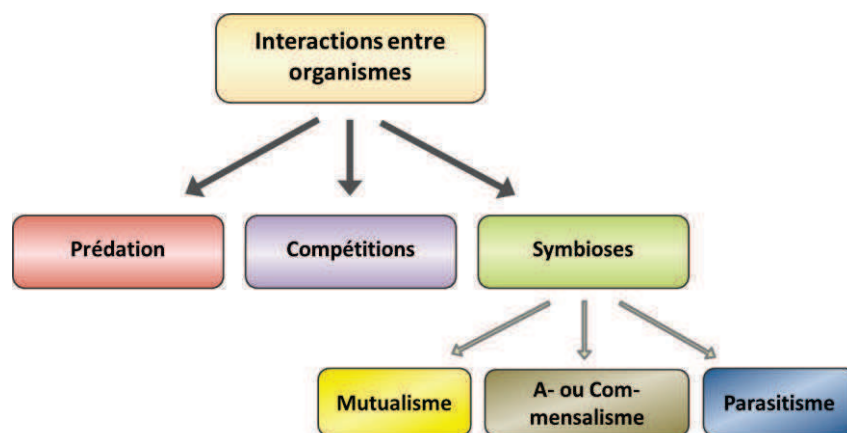 Interactions entre
organismes
Prédation
Compétitions
Symbioses
Mutualisme
A- ou Com-
mensalisme
Parasitisme